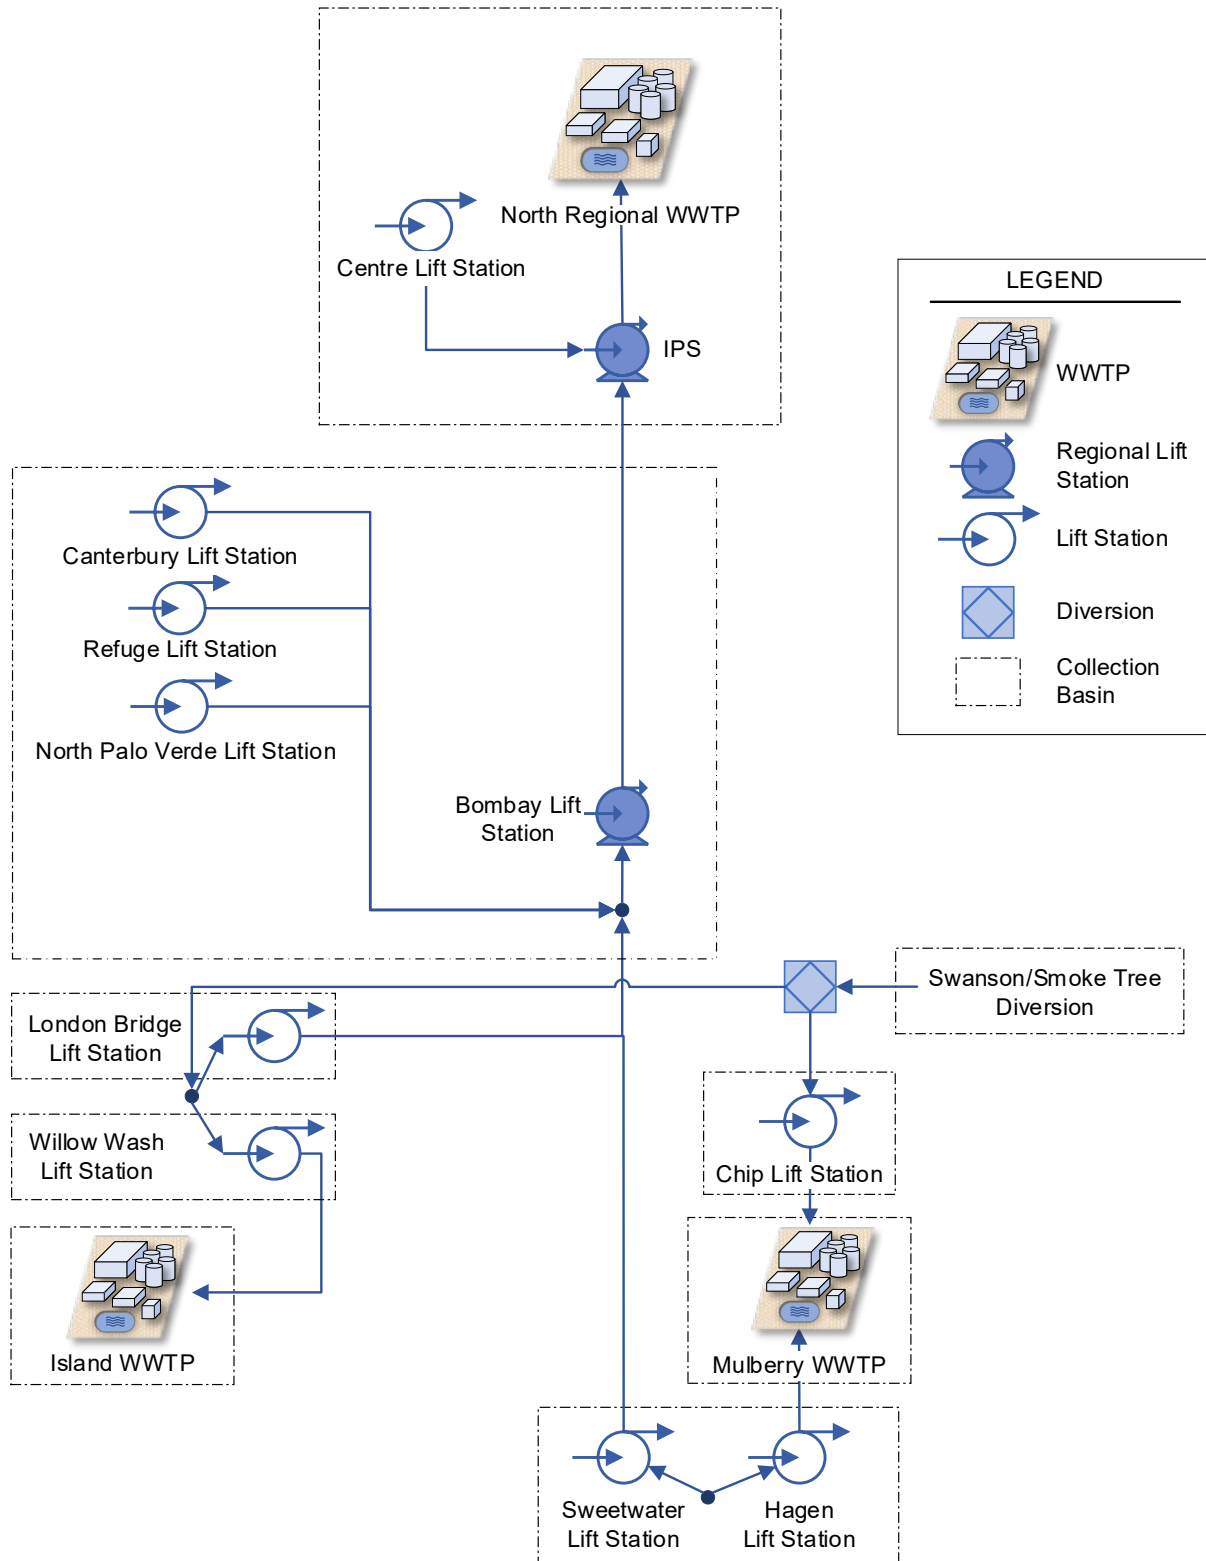 North Regional WWTP
Centre Lift Station
IPS
LEGEND
WWTP
Regional Lift
Station
Lift Station
Diversion
Collection
Basin
Canterbury Lift Station
Refuge Lift Station
North Palo Verde Lift Station
Bombay Lift
Station
Swanson/Smoke Tree
Diversion
London Bridge
Lift Station
Willow Wash
Lift Station
Chip Lift Station
Island WWTP
Mulberry WWTP
Sweetwater
Lift Station
Hagen
Lift Station